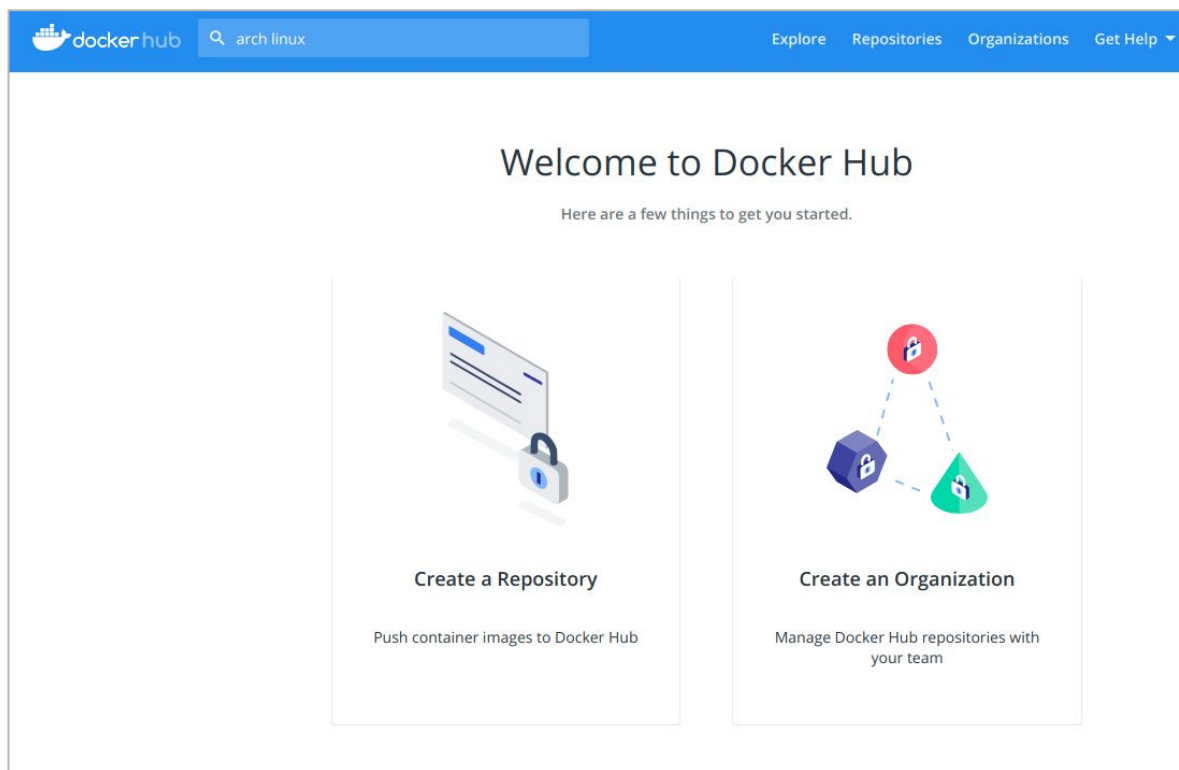 docker hub
arch linux
Explore Repositories Organizations Get Help
Welcome to Docker Hub
Here are a few things to get you started.
Create a Repository
Push container images to Docker Hub
Create an Organization
Manage Docker Hub repositories with
your team